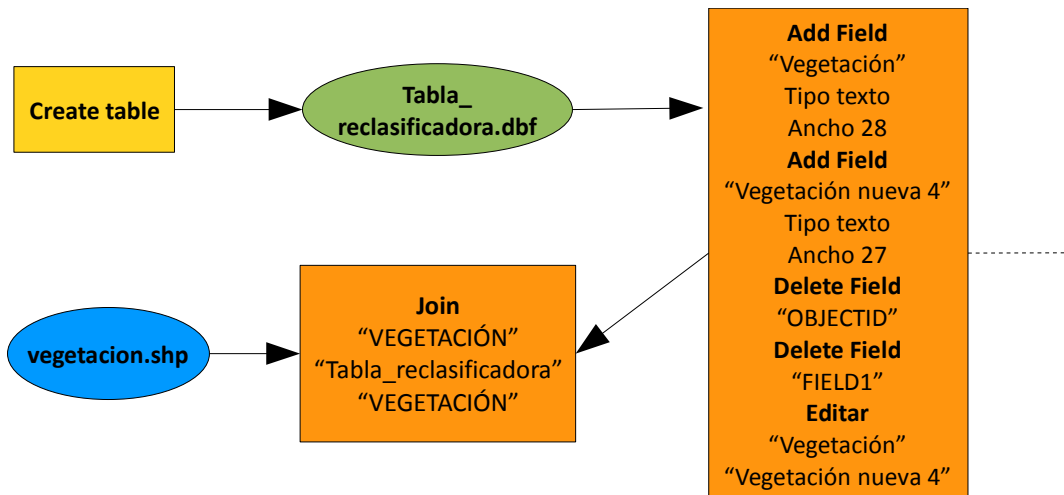 Create table
Tabla_
reclasificadora.dbf
Add Field
“Vegetación”
Tipo texto
Ancho 28
Add Field
“Vegetación nueva 4”
Tipo texto
Ancho 27
Delete Field
“OBJECTID”
Delete Field
“FIELD1”
Editar
“Vegetación”
“Vegetación nueva 4”
vegetacion.shp
Join
“VEGETACIÓN”
“Tabla_reclasificadora”
“VEGETACIÓN”